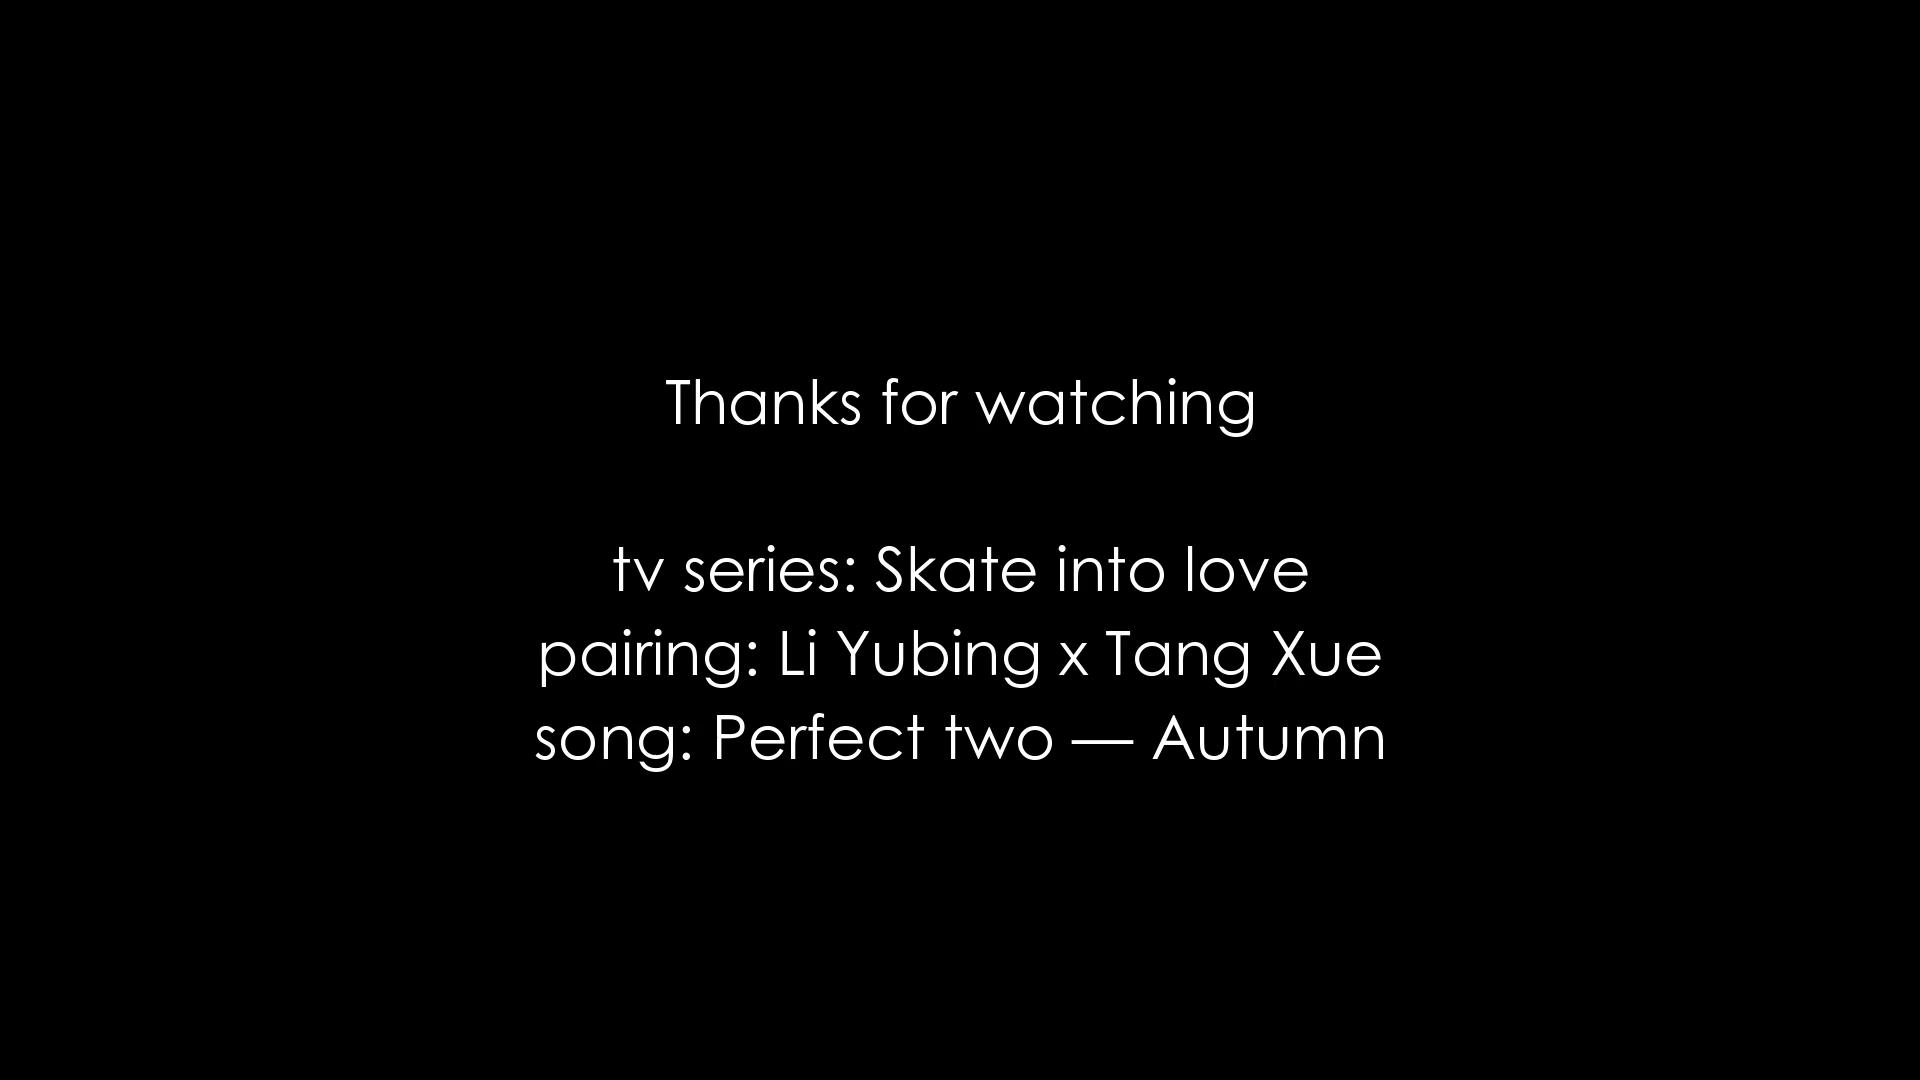 Thanks for watching
tv series: Skate into love
pairing: Li Yubing x Tang Xue
song: Perfect two — Autumn